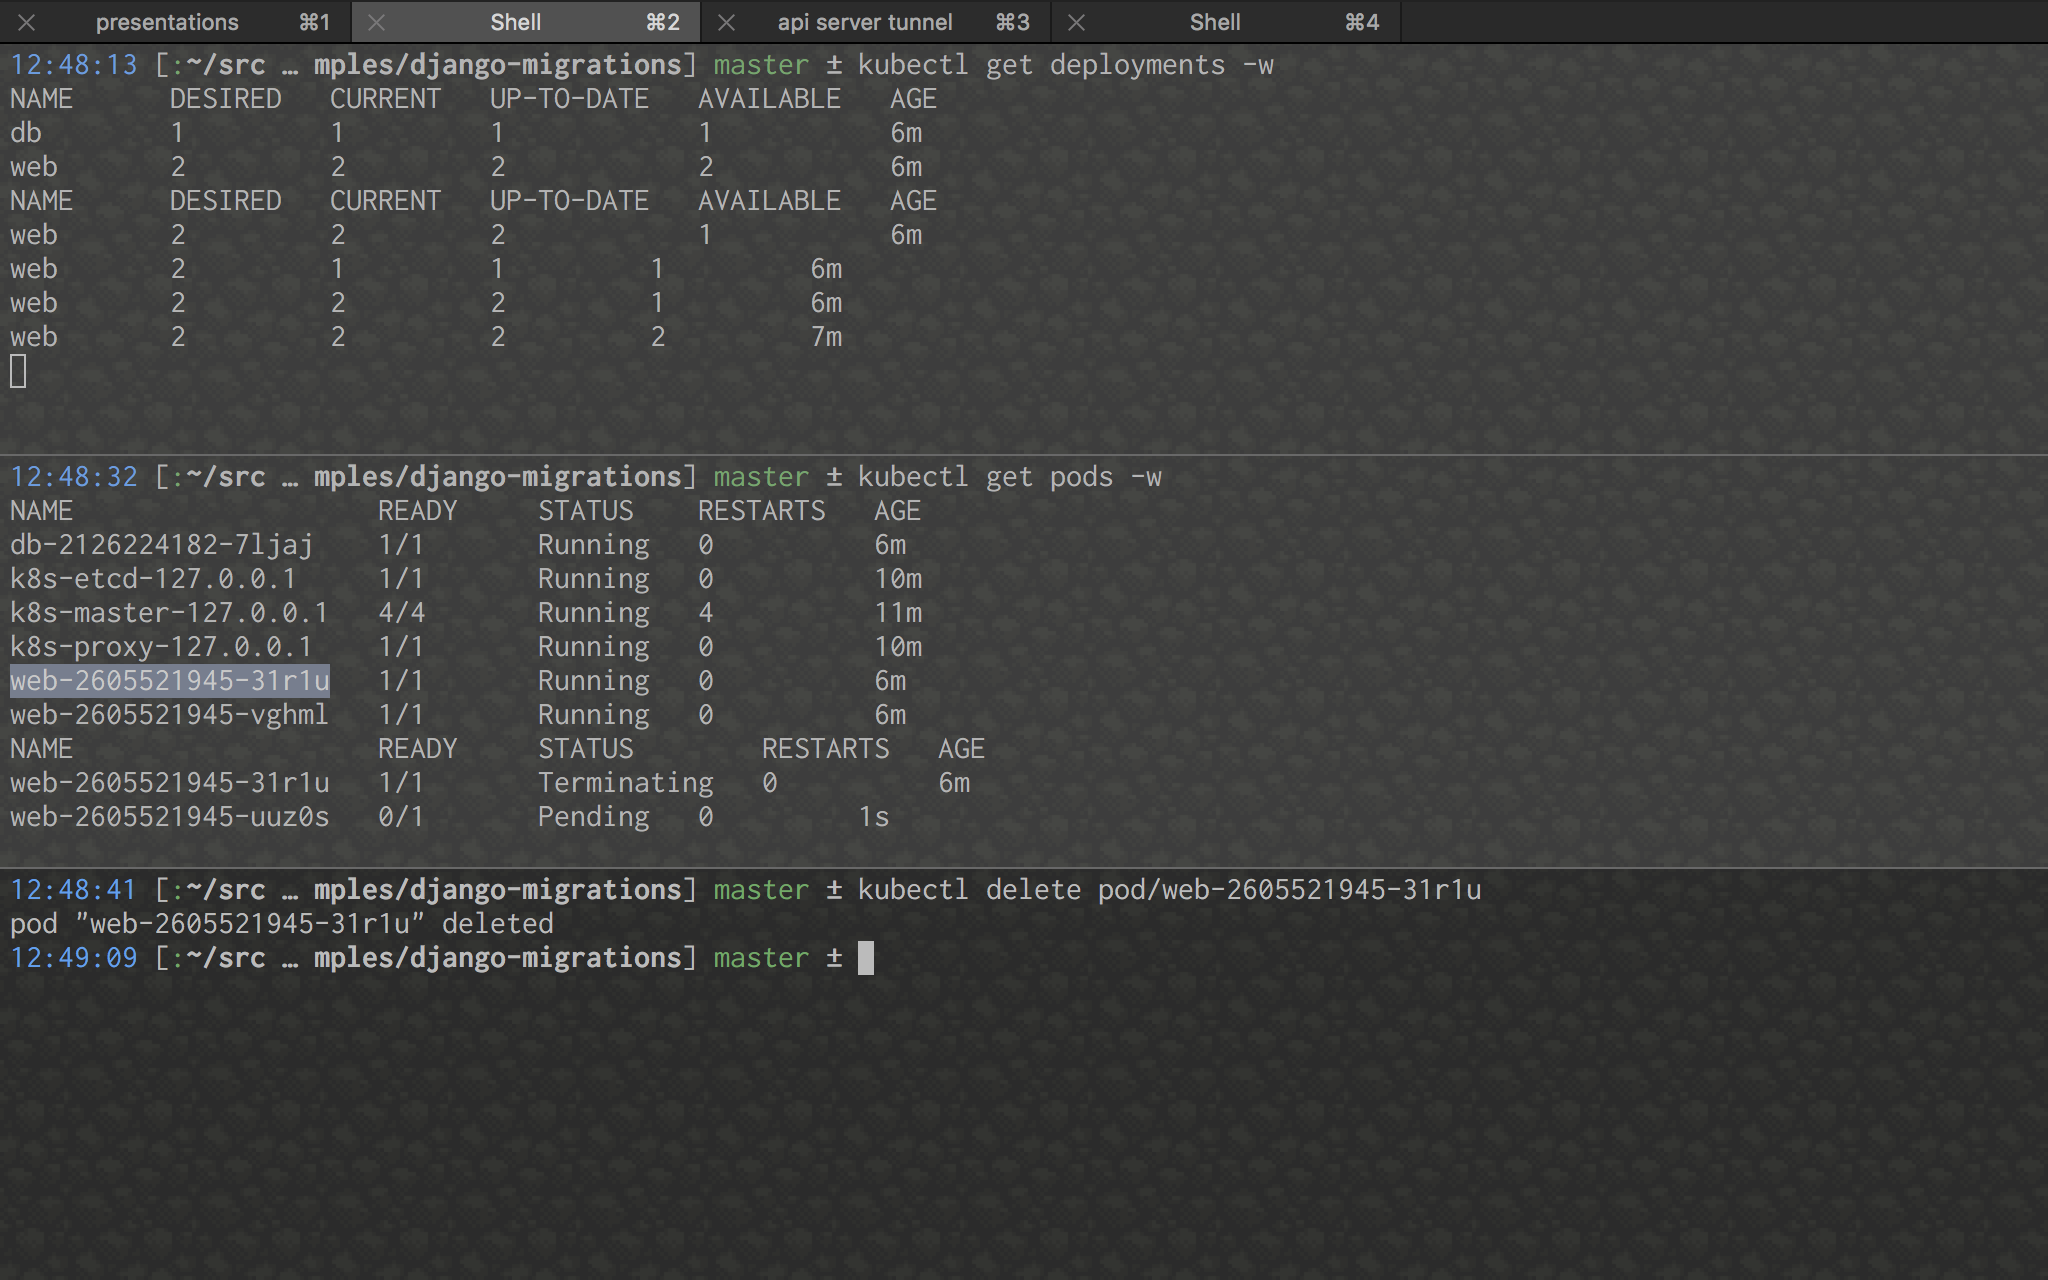 presentations ⌘1 Shell ⌘2 api server tunnel ⌘3 Shell ⌘4
12:48:13 [:~/src … mples/django-migrations] master ± kubectl get deployments -w
NAME DESIRED CURRENT UP-TO-DATE AVAILABLE AGE
db 1 1 1 1 6m
web 2 2 2 2 6m
NAME DESIRED CURRENT UP-TO-DATE AVAILABLE AGE
web 2 2 2 1 6m
web 2 1 1 1 6m
web 2 2 2 1 6m
web 2 2 2 2 7m
12:48:32 [:~/src … mples/django-migrations] master ± kubectl get pods -w
NAME READY STATUS RESTARTS AGE
db-2126224182-7ljaj 1/1 Running 0 6m
k8s-etcd-127.0.0.1 1/1 Running 0 10m
k8s-master-127.0.0.1 4/4 Running 4 11m
k8s-proxy-127.0.0.1 1/1 Running 0 10m
web-2605521945-31r1u 1/1 Running 0 6m
web-2605521945-vghml 1/1 Running 0 6m
NAME READY STATUS RESTARTS AGE
web-2605521945-31r1u 1/1 Terminating 0 6m
web-2605521945-uuz0s 0/1 Pending 0 1s
12:48:41 [:~/src … mples/django-migrations] master ± kubectl delete pod/web-2605521945-31r1u
pod "web-2605521945-31r1u" deleted
12:49:09 [:~/src … mples/django-migrations] master ±